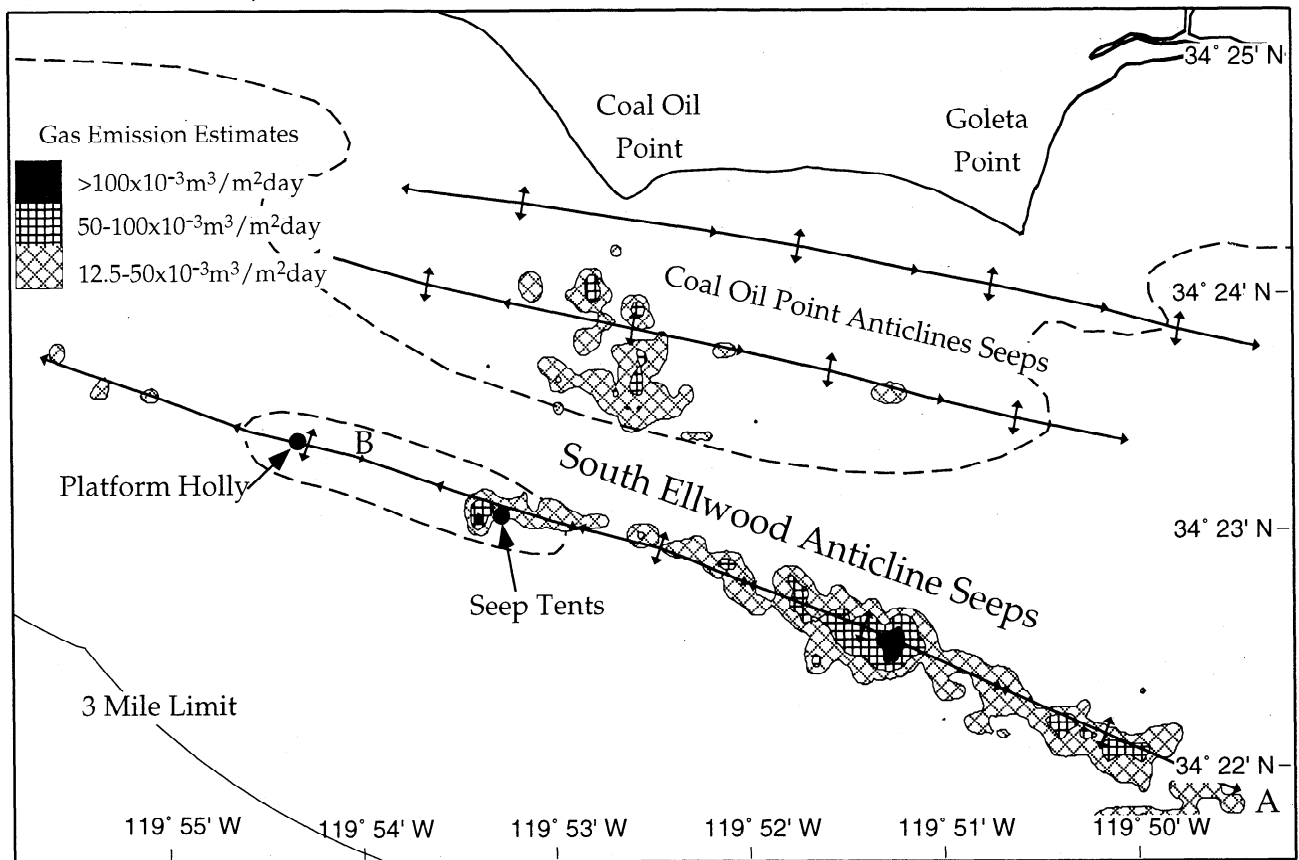 34° 25' N
Coal Oil
Point
Goleta
Point
Gas Emission Estimates
>100x10⁻³m³/m²day
50-100x10⁻³m³/m²day
12.5-50x10⁻³m³/m²day
34° 24' N
Coal Oil Point Anticlines Seeps
B
Platform Holly
South Ellwood Anticline Seeps
34° 23' N
Seep Tents
3 Mile Limit
34° 22' N
A
119° 55' W
119° 54' W
119° 53' W
119° 52' W
119° 51' W
119° 50' W